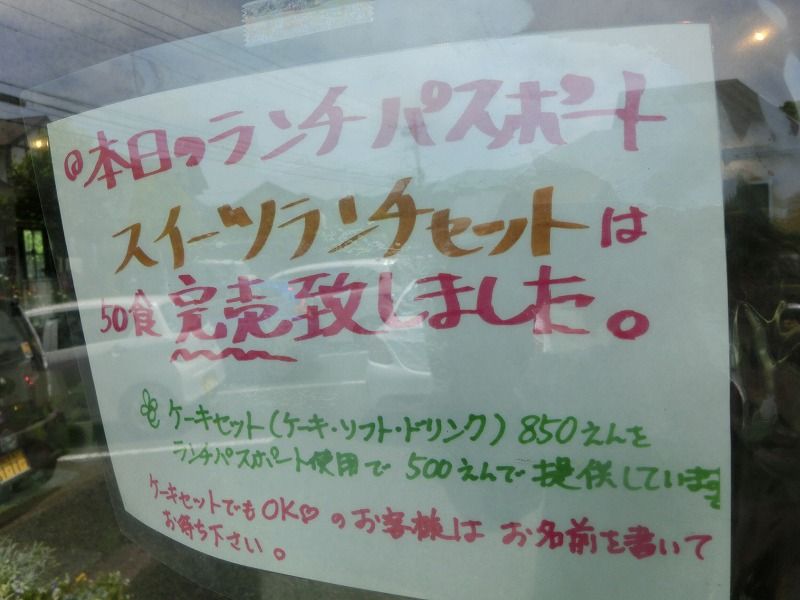 @本日のランチパスポート
スイーツランチセットは
50食 完売致しました。
ケーキセット(ケーキ・ソフト・ドリンク) 850えんを
ランチパスポート使用で 500えんで提供しています
ケーキセットでもOK♡のお客様は お名前を書いて
お待ち下さい。